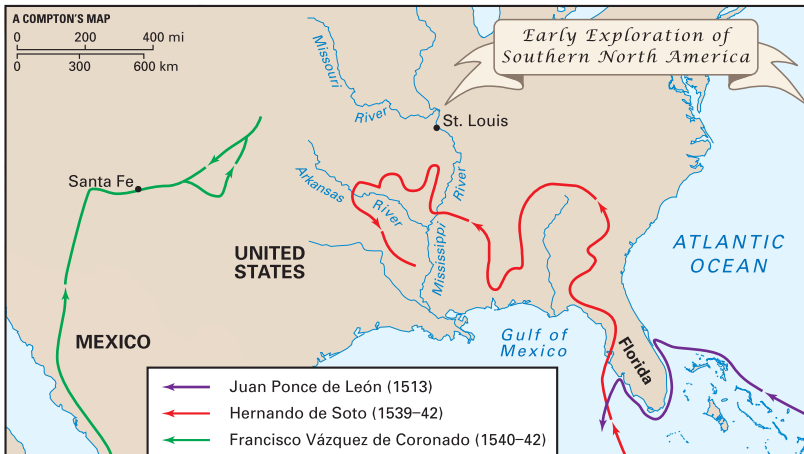 A COMPTON'S MAP
0 200 400 mi
0 300 600 km
Early Exploration of
Southern North America
Missouri
River
St. Louis
Santa Fe
Arkansas
River
River
Mississippi
UNITED
STATES
ATLANTIC
OCEAN
MEXICO
Gulf of
Mexico
Florida
Juan Ponce de León (1513)
Hernando de Soto (1539–42)
Francisco Vázquez de Coronado (1540–42)